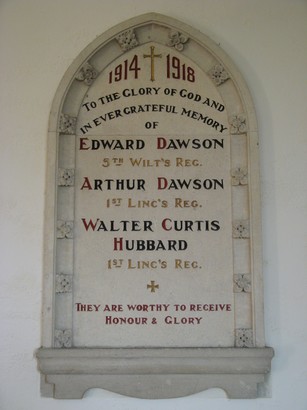 1914 1918
To the Glory of God and
in ever grateful memory
of
Edward Dawson
5th Wilt's Reg.
Arthur Dawson
1st Linc's Reg.
Walter Curtis
Hubbard
1st Linc's Reg.
They are worthy to receive
Honour & Glory